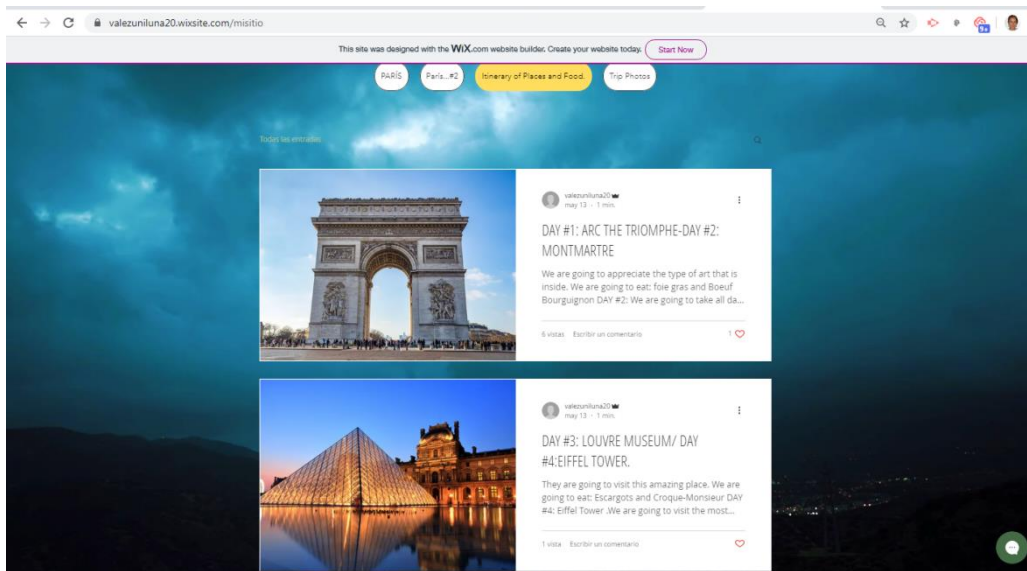 valezuniluna20.wixsite.com/misitio
This site was designed with the WiX.com website builder. Create your website today. Start Now
PARÍS París...#2 Itinerary of Places and Food. Trip Photos
Todas las entradas
valezuniluna20
may 13 · 1 min.
DAY #1: ARC THE TRIOMPHE-DAY #2:
MONTMARTRE
We are going to appreciate the type of art that is
inside. We are going to eat: foie gras and Boeuf
Bourguignon DAY #2: We are going to take all da...
6 vistas Escribir un comentario 1
valezuniluna20
may 13 · 1 min.
DAY #3: LOUVRE MUSEUM/ DAY
#4:EIFFEL TOWER.
They are going to visit this amazing place. We are
going to eat: Escargots and Croque-Monsieur DAY
#4: Eiffel Tower .We are going to visit the most...
1 vista Escribir un comentario